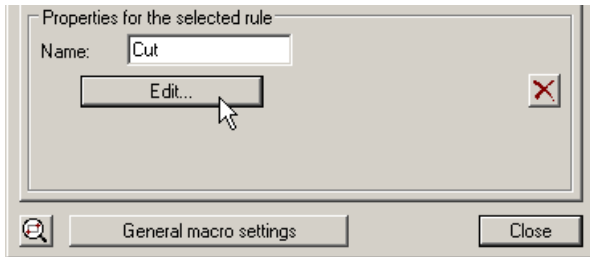 Properties for the selected rule
Name: Cut
Edit...
General macro settings Close